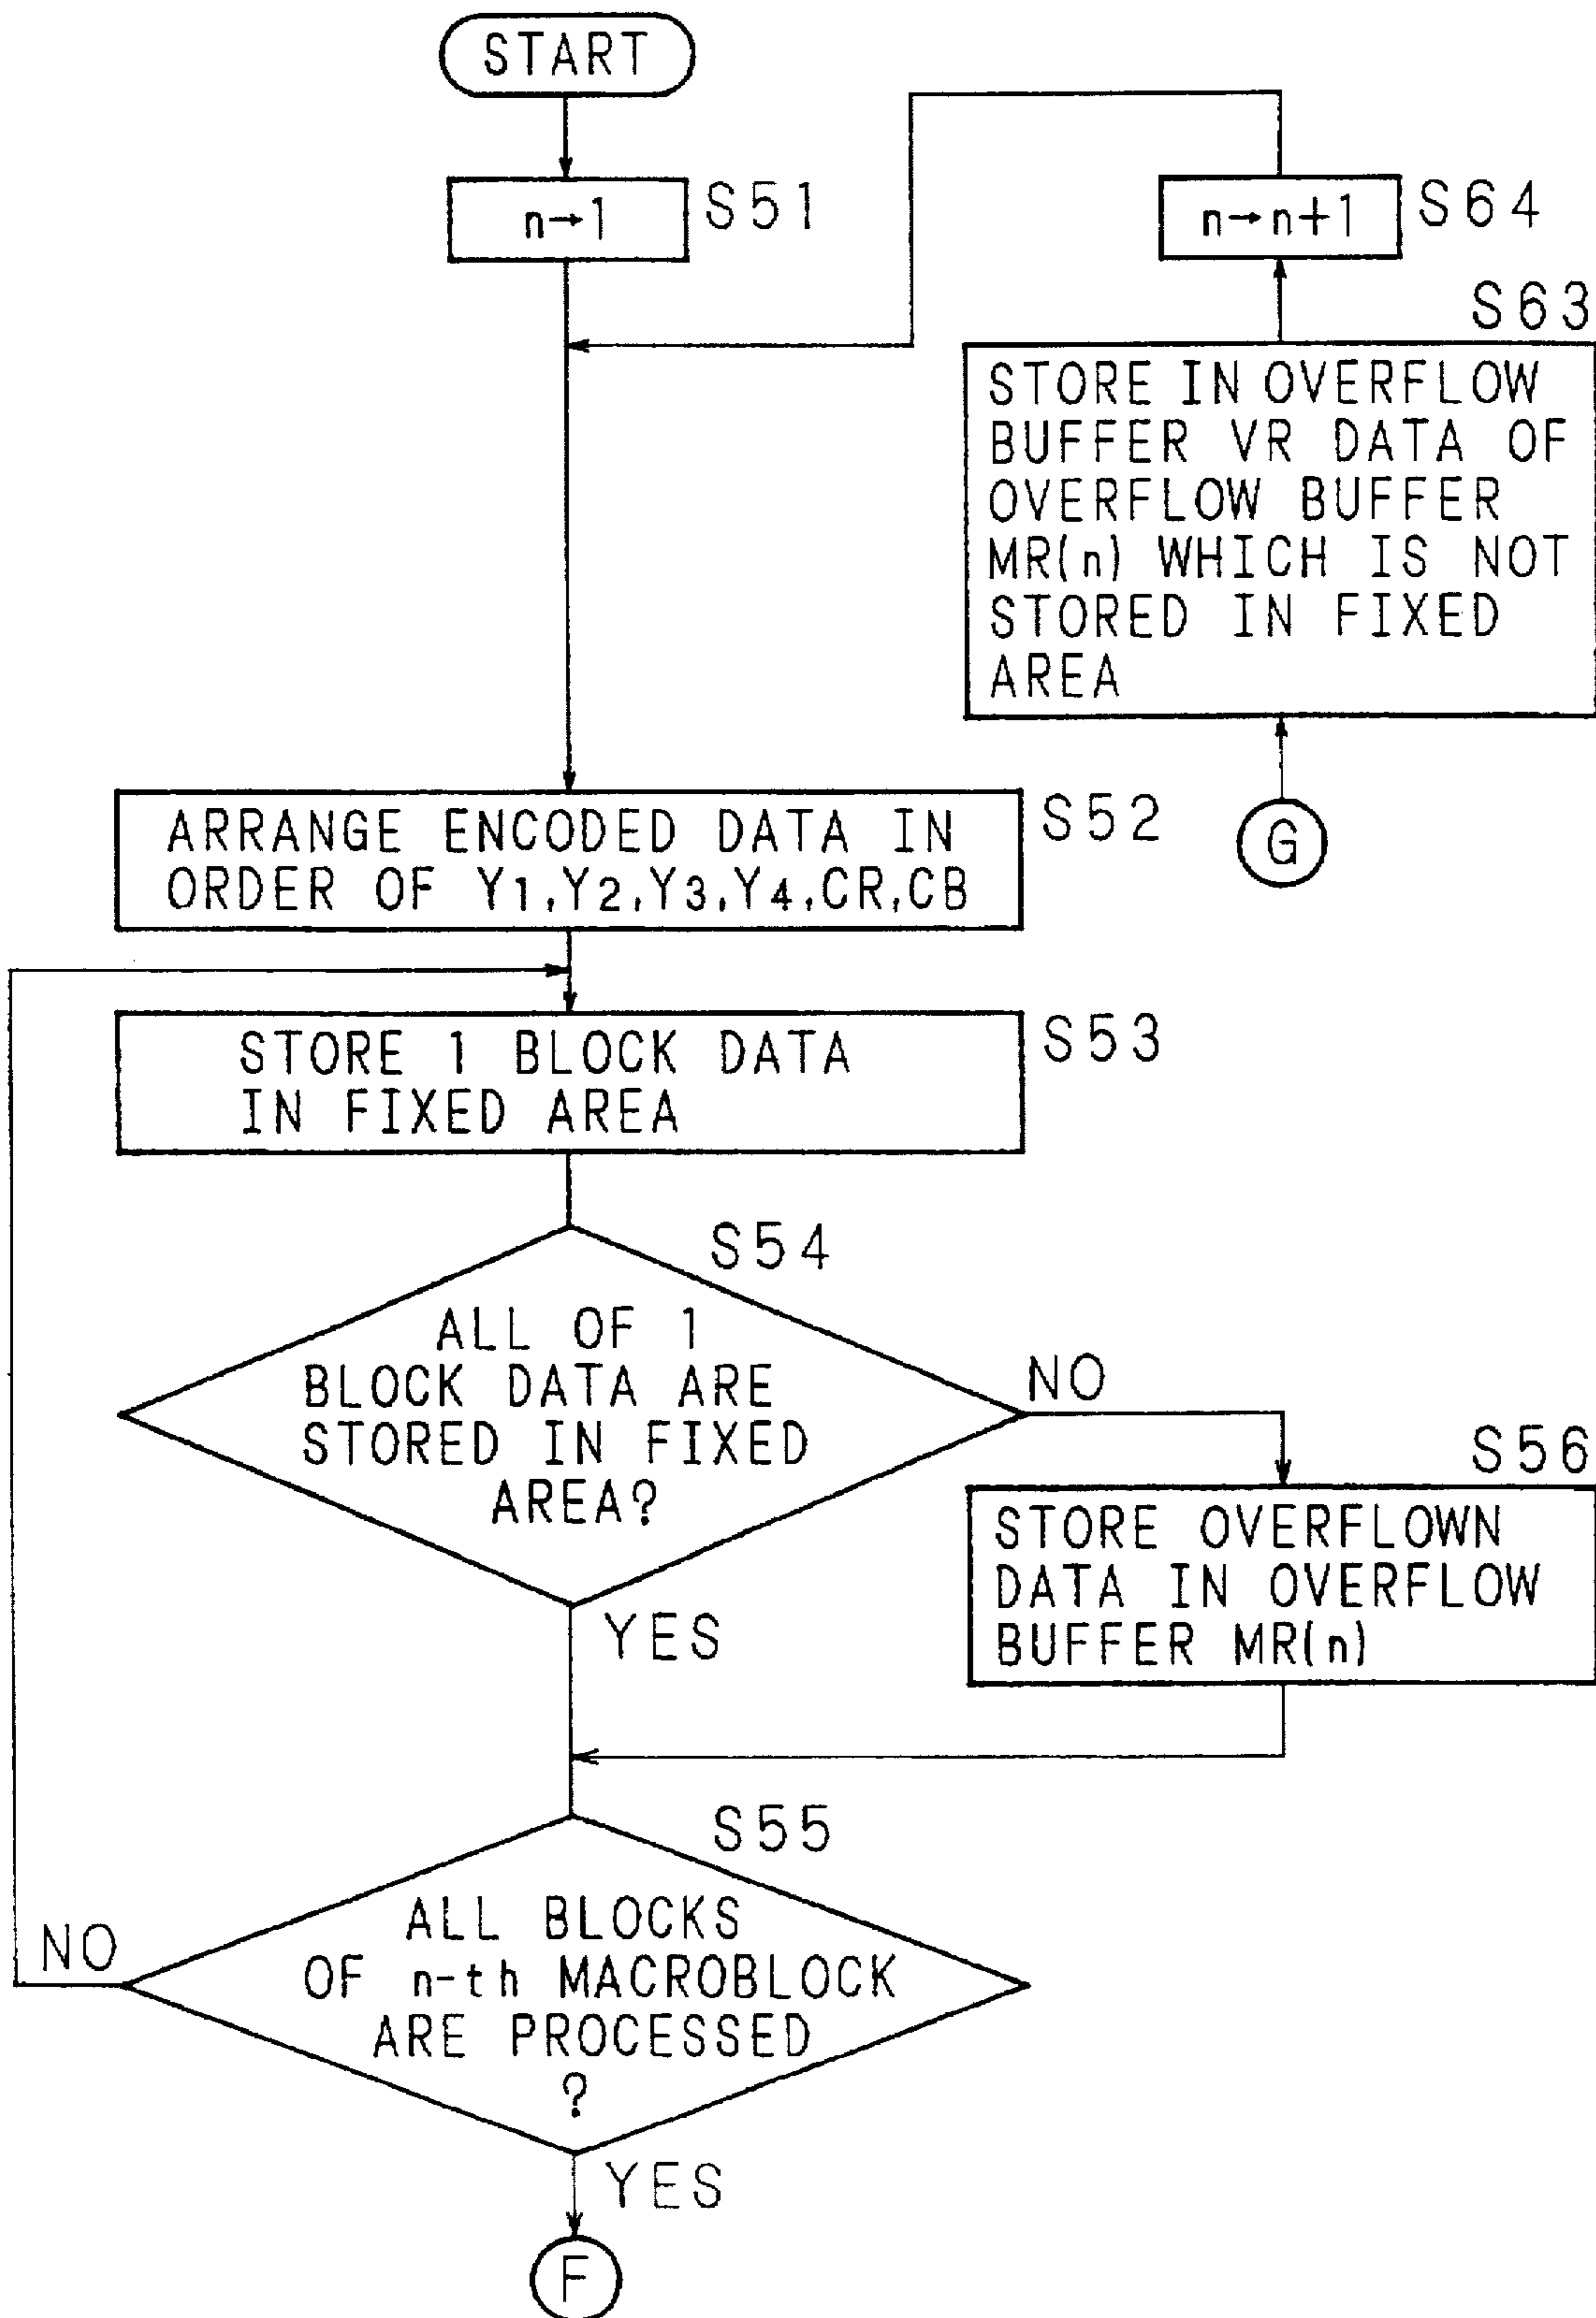 START
n→1
S51
n→n+1
S64
S63
STORE IN OVERFLOW
BUFFER VR DATA OF
OVERFLOW BUFFER
MR(n) WHICH IS NOT
STORED IN FIXED
AREA
G
ARRANGE ENCODED DATA IN
ORDER OF Y1,Y2,Y3,Y4,CR,CB
S52
STORE 1 BLOCK DATA
IN FIXED AREA
S53
S54
ALL OF 1
BLOCK DATA ARE
STORED IN FIXED
AREA?
NO
YES
S56
STORE OVERFLOWN
DATA IN OVERFLOW
BUFFER MR(n)
S55
ALL BLOCKS
OF n-th MACROBLOCK
ARE PROCESSED
?
NO
YES
F